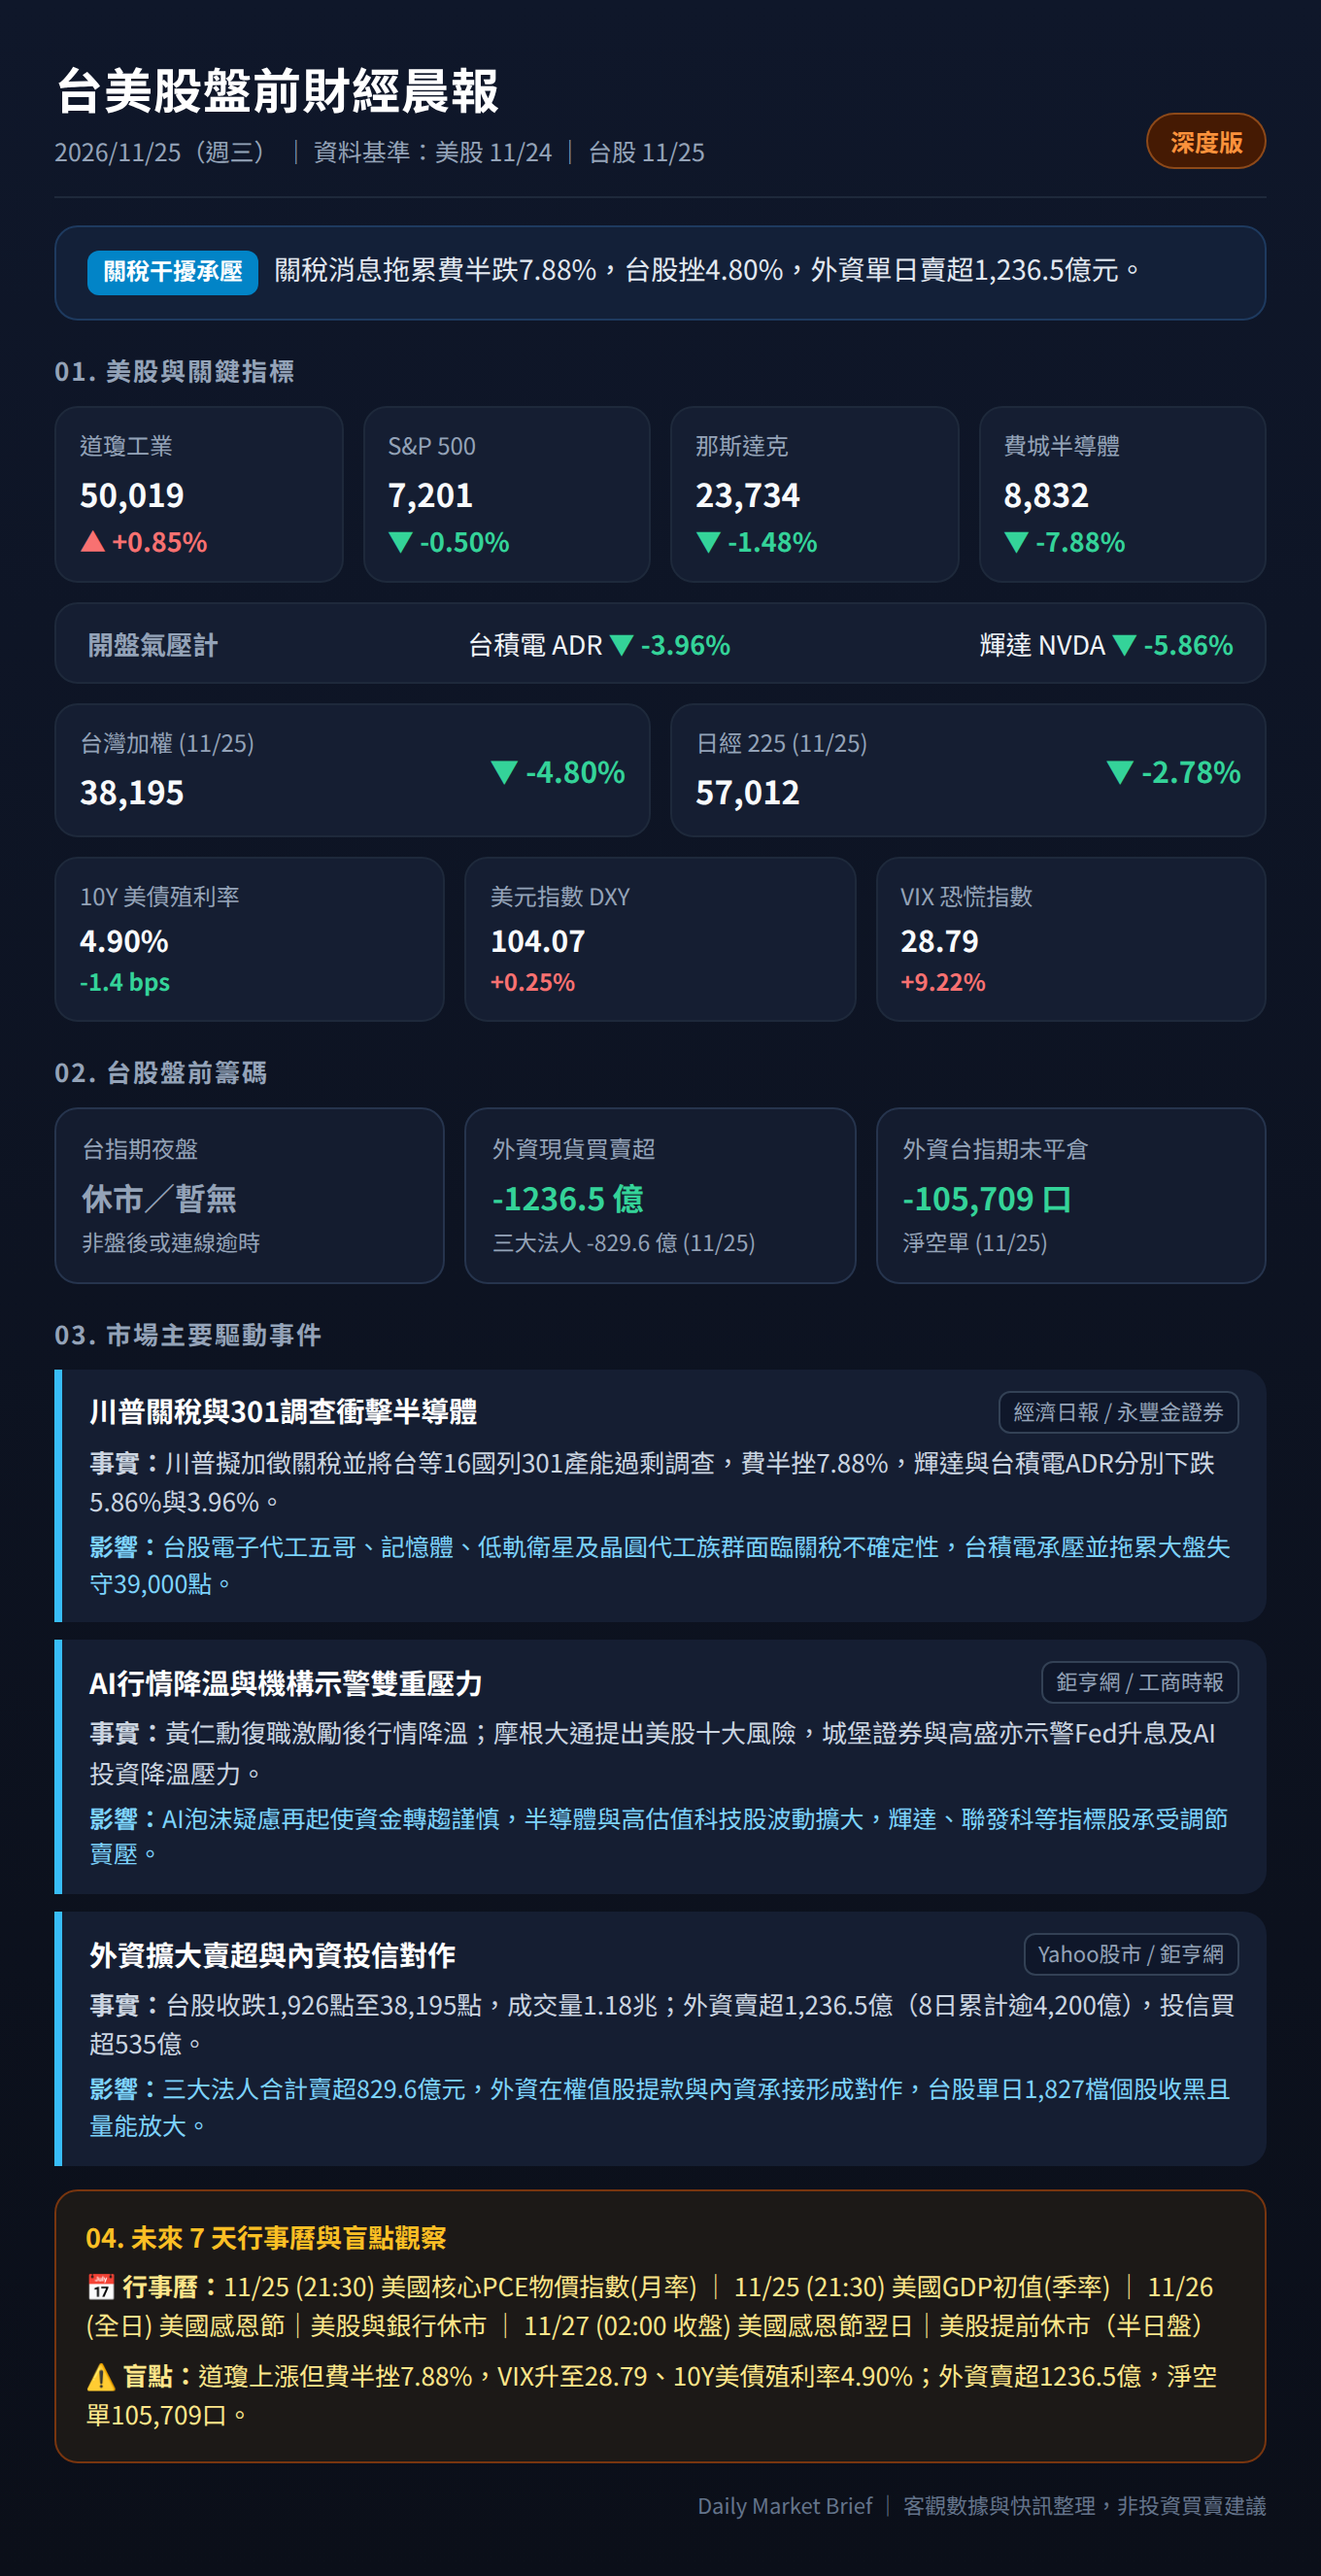 台美股盤前財經晨報
2026/11/25（週三） ｜ 資料基準：美股 11/24 ｜ 台股 11/25
深度版
關稅干擾承壓 關稅消息拖累費半跌7.88%，台股挫4.80%，外資單日賣超1,236.5億元。
01. 美股與關鍵指標
道瓊工業
50,019
▲ +0.85%
S&P 500
7,201
▼ -0.50%
那斯達克
23,734
▼ -1.48%
費城半導體
8,832
▼ -7.88%
開盤氣壓計 台積電 ADR ▼ -3.96% 輝達 NVDA ▼ -5.86%
台灣加權 (11/25)
38,195
▼ -4.80%
日經 225 (11/25)
57,012
▼ -2.78%
10Y 美債殖利率
4.90%
-1.4 bps
美元指數 DXY
104.07
+0.25%
VIX 恐慌指數
28.79
+9.22%
02. 台股盤前籌碼
台指期夜盤
休市／暫無
非盤後或連線逾時
外資現貨買賣超
-1236.5 億
三大法人 -829.6 億 (11/25)
外資台指期未平倉
-105,709 口
淨空單 (11/25)
03. 市場主要驅動事件
川普關稅與301調查衝擊半導體
經濟日報 / 永豐金證券
事實：川普擬加徵關稅並將台等16國列301產能過剩調查，費半挫7.88%，輝達與台積電ADR分別下跌
5.86%與3.96%。
影響：台股電子代工五哥、記憶體、低軌衛星及晶圓代工族群面臨關稅不確定性，台積電承壓並拖累大盤失
守39,000點。
AI行情降溫與機構示警雙重壓力
鉅亨網 / 工商時報
事實：黃仁勳復職激勵後行情降溫；摩根大通提出美股十大風險，城堡證券與高盛亦示警Fed升息及AI
投資降溫壓力。
影響：AI泡沫疑慮再起使資金轉趨謹慎，半導體與高估值科技股波動擴大，輝達、聯發科等指標股承受調節
賣壓。
外資擴大賣超與內資投信對作
Yahoo股市 / 鉅亨網
事實：台股收跌1,926點至38,195點，成交量1.18兆；外資賣超1,236.5億（8日累計逾4,200億），投信買
超535億。
影響：三大法人合計賣超829.6億元，外資在權值股提款與內資承接形成對作，台股單日1,827檔個股收黑且
量能放大。
04. 未來 7 天行事曆與盲點觀察
📅 行事曆：11/25 (21:30) 美國核心PCE物價指數(月率) ｜ 11/25 (21:30) 美國GDP初值(季率) ｜ 11/26
(全日) 美國感恩節｜美股與銀行休市 ｜ 11/27 (02:00 收盤) 美國感恩節翌日｜美股提前休市（半日盤）
⚠️ 盲點：道瓊上漲但費半挫7.88%，VIX升至28.79、10Y美債殖利率4.90%；外資賣超1236.5億，淨空
單105,709口。
Daily Market Brief ｜ 客觀數據與快訊整理，非投資買賣建議